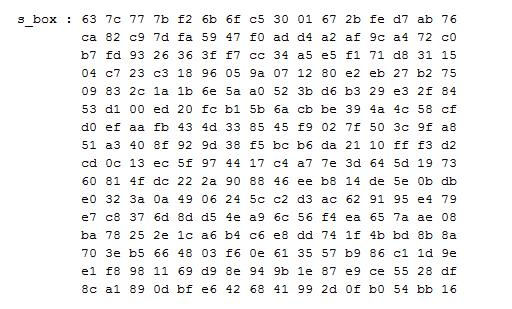 s_box : 63 7c 77 7b f2 6b 6f c5 30 01 67 2b fe d7 ab 76
ca 82 c9 7d fa 59 47 f0 ad d4 a2 af 9c a4 72 c0
b7 fd 93 26 36 3f f7 cc 34 a5 e5 f1 71 d8 31 15
04 c7 23 c3 18 96 05 9a 07 12 80 e2 eb 27 b2 75
09 83 2c 1a 1b 6e 5a a0 52 3b d6 b3 29 e3 2f 84
53 d1 00 ed 20 fc b1 5b 6a cb be 39 4a 4c 58 cf
d0 ef aa fb 43 4d 33 85 45 f9 02 7f 50 3c 9f a8
51 a3 40 8f 92 9d 38 f5 bc b6 da 21 10 ff f3 d2
cd 0c 13 ec 5f 97 44 17 c4 a7 7e 3d 64 5d 19 73
60 81 4f dc 22 2a 90 88 46 ee b8 14 de 5e 0b db
e0 32 3a 0a 49 06 24 5c c2 d3 ac 62 91 95 e4 79
e7 c8 37 6d 8d d5 4e a9 6c 56 f4 ea 65 7a ae 08
ba 78 25 2e 1c a6 b4 c6 e8 dd 74 1f 4b bd 8b 8a
70 3e b5 66 48 03 f6 0e 61 35 57 b9 86 c1 1d 9e
e1 f8 98 11 69 d9 8e 94 9b 1e 87 e9 ce 55 28 df
8c a1 89 0d bf e6 42 68 41 99 2d 0f b0 54 bb 16